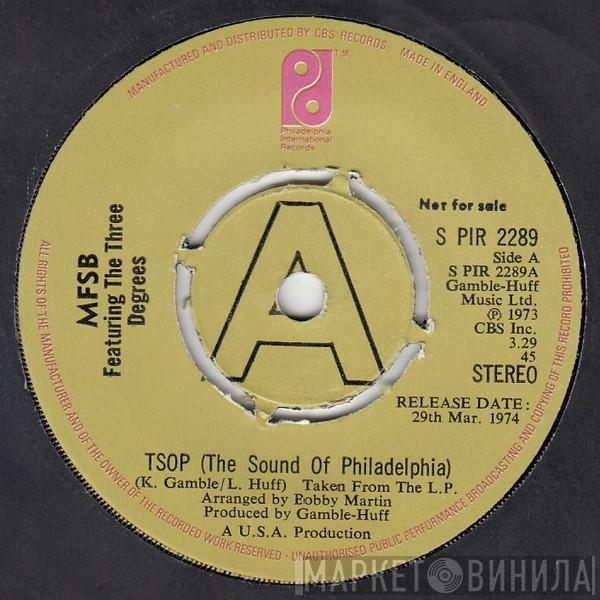 MANUFACTURED AND DISTRIBUTED BY CBS RECORDS. MADE IN ENGLAND
TM
Philadelphia
International
Records
MFSB
Featuring The Three
Degrees
A
Not for sale
S PIR 2289
Side A
S PIR 2289A
Gamble-Huff
Music Ltd.
Ⓟ 1973
CBS Inc.
3.29
45
STEREO
RELEASE DATE:
29th Mar. 1974
TSOP (The Sound Of Philadelphia)
(K. Gamble/L. Huff) Taken From The L.P.
Arranged by Bobby Martin
Produced by Gamble-Huff
A U.S.A. Production
ALL RIGHTS OF THE MANUFACTURER AND OF THE OWNER OF THE RECORDED WORK RESERVED · UNAUTHORISED PUBLIC PERFORMANCE BROADCASTING AND COPYING OF THIS RECORD PROHIBITED
МАРКЕТОВИНИЛА!